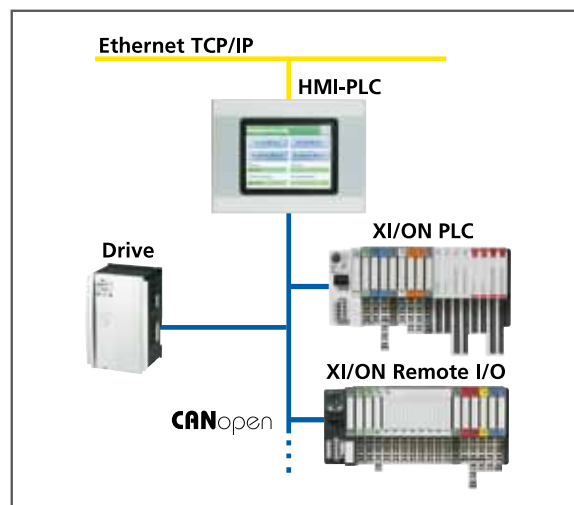 Ethernet TCP/IP
HMI-PLC
XI/ON PLC
Drive
XI/ON Remote I/O
CANopen